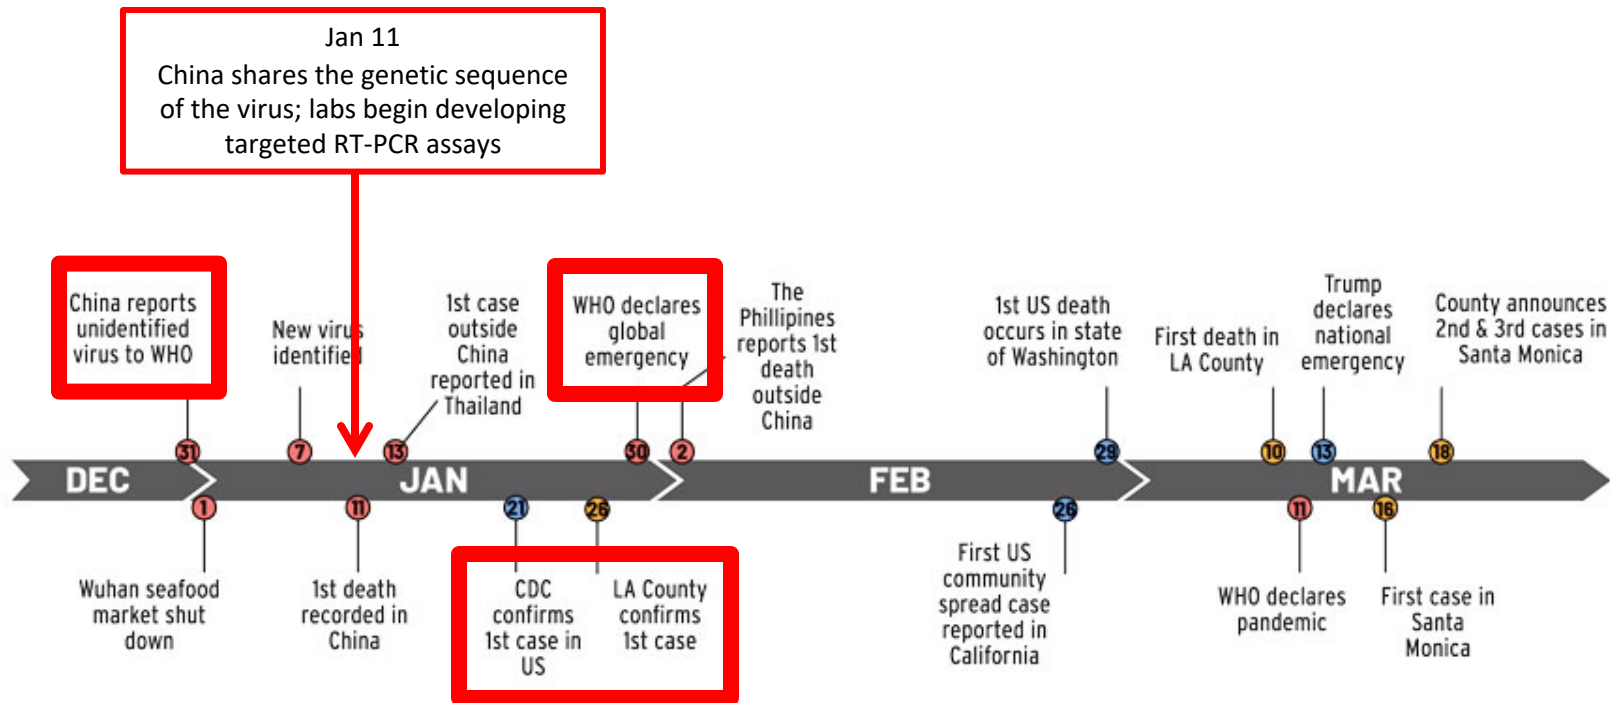 Jan 11
China shares the genetic sequence
of the virus; labs begin developing
targeted RT-PCR assays
China reports
unidentified
virus to WHO
New virus
identified
1st case
outside
China
reported in
Thailand
WHO declares
global
emergency
The
Phillipines
reports 1st
death
outside
China
1st US death
occurs in state
of Washington
First death in
LA County
Trump
declares
national
emergency
County announces
2nd & 3rd cases in
Santa Monica
31
7
13
30
2
29
10
13
18
DEC
JAN
FEB
MAR
1
11
21
26
26
11
16
Wuhan seafood
market shut
down
1st death
recorded in
China
CDC
confirms
1st case in
US
LA County
confirms
1st case
First US
community
spread case
reported in
California
WHO declares
pandemic
First case in
Santa
Monica